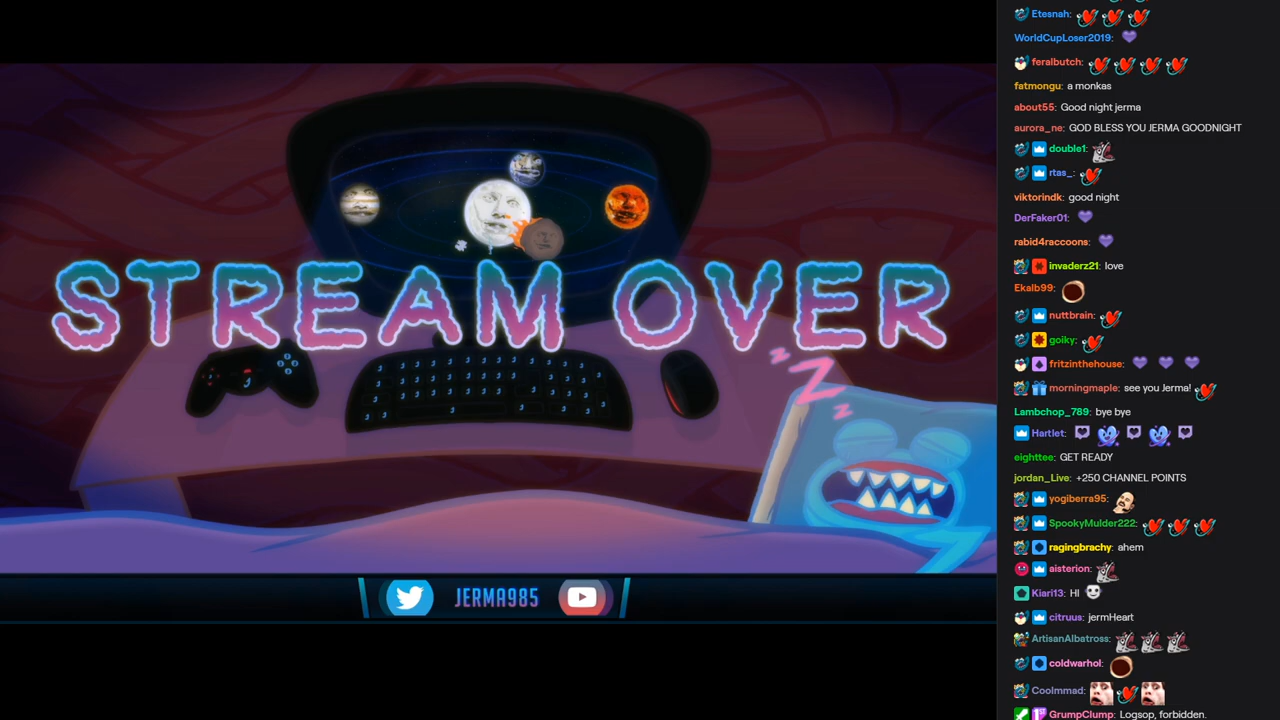 STREAM OVER
z
Z
z
JERMA985
Etesnah:
WorldCupLoser2019:
feralbutch:
fatmongu: a monkas
about55: Good night jerma
aurora_ne: GOD BLESS YOU JERMA GOODNIGHT
double1:
rtas_:
viktorindk: good night
DerFaker01:
rabid4raccoons:
invaderz21: love
Ekalb99:
nuttbrain:
goiky:
fritzinthehouse:
morningmaple: see you Jerma!
Lambchop_789: bye bye
Hartlet:
eighttee: GET READY
jordan_Live: +250 CHANNEL POINTS
yogiberra95:
SpookyMulder222:
ragingbrachy: ahem
aisterion:
Kiari13: HI
citruus: jermHeart
ArtisanAlbatross:
coldwarhol:
Coolmmad:
GrumpClump: Logsop, forbidden.